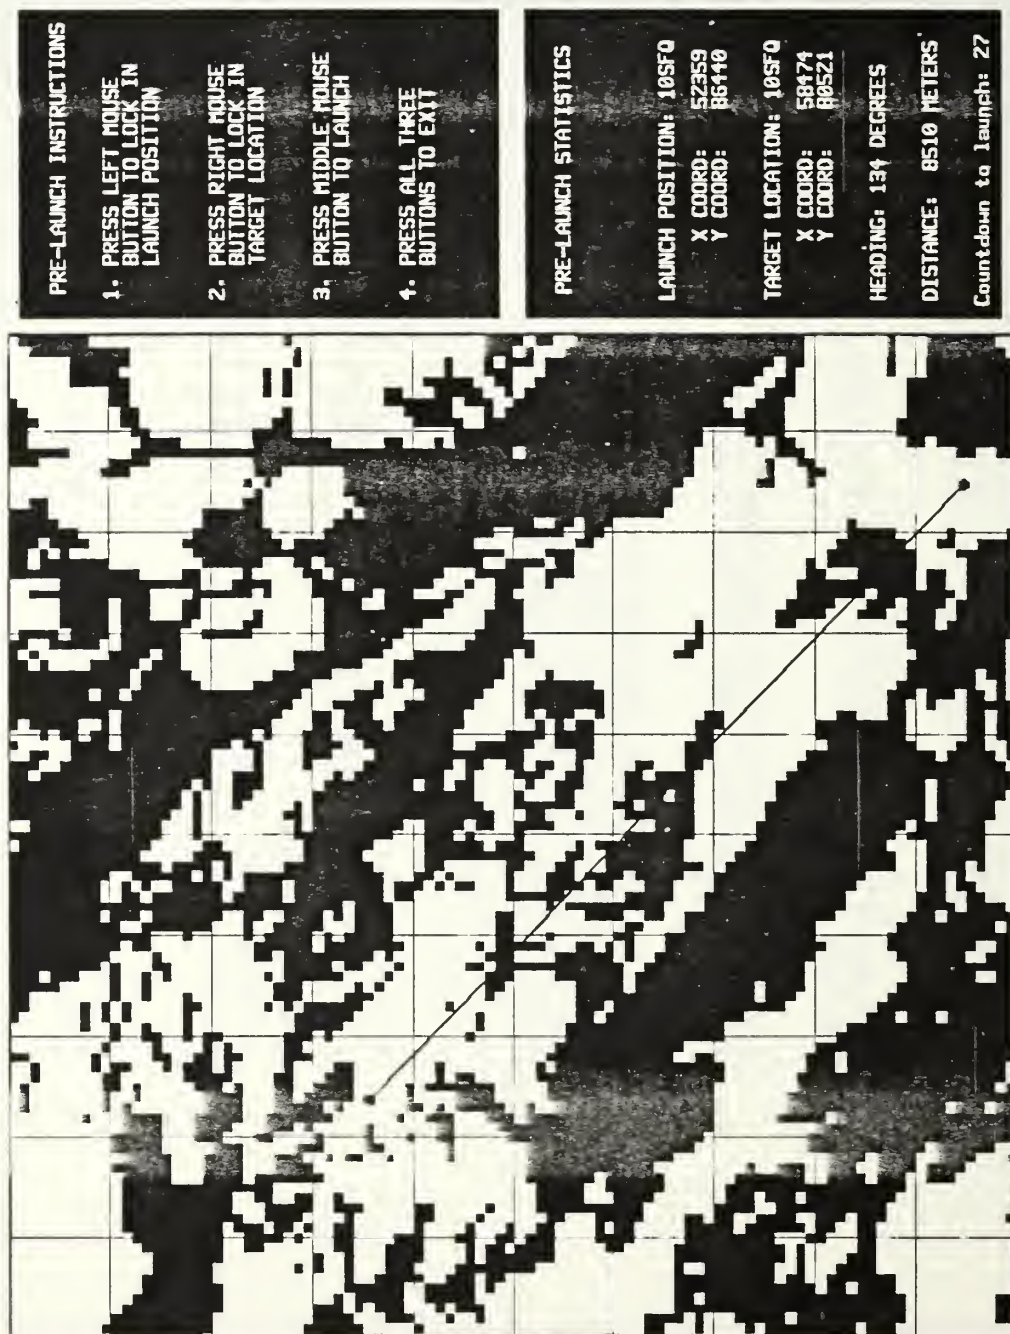 PRE-LAUNCH INSTRUCTIONS
1. PRESS LEFT MOUSE
BUTTON TO LOCK IN
LAUNCH POSITION
2. PRESS RIGHT MOUSE
BUTTON TO LOCK IN
TARGET LOCATION
3. PRESS MIDDLE MOUSE
BUTTON TO LAUNCH
4. PRESS ALL THREE
BUTTONS TO EXIT
PRE-LAUNCH STATISTICS
LAUNCH POSITION: 10SFQ
X COORD: 52359
Y COORD: 86440
TARGET LOCATION: 10SFQ
X COORD: 58474
Y COORD: 80521
HEADING: 134 DEGREES
DISTANCE: 8510 METERS
Countdown to launch: 27